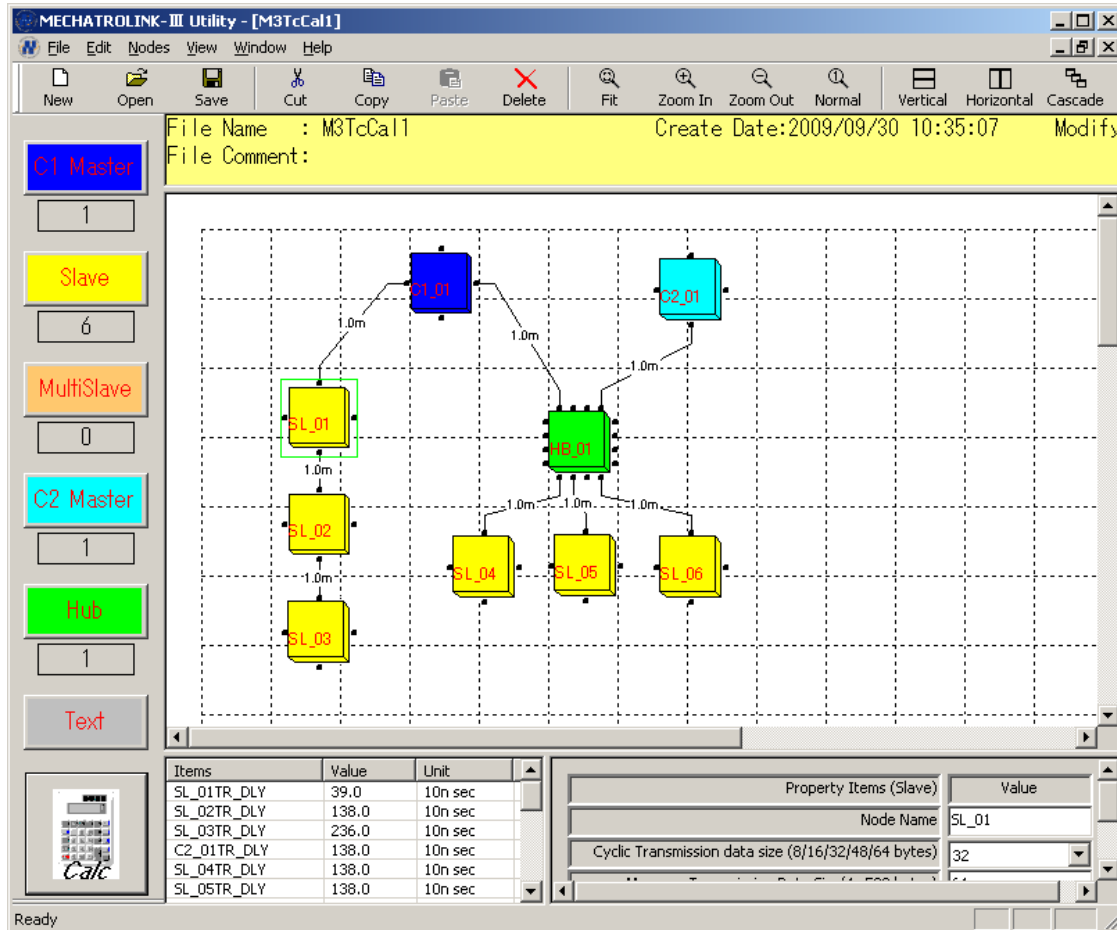 MECHATROLINK-Ⅲ Utility - [M3TcCal1]
File Edit Nodes View Window Help
New Open Save Cut Copy Paste Delete Fit Zoom In Zoom Out Normal Vertical Horizontal Cascade
File Name : M3TcCal1 Create Date:2009/09/30 10:35:07 Modify
File Comment:
C1 Master
1
Slave
6
MultiSlave
0
C2 Master
1
Hub
1
Text
Calc
C1_01
C2_01
1.0m
1.0m
1.0m
SL_01
HB_01
1.0m
SL_02
1.0m 1.0m 1.0m
SL_04 SL_05 SL_06
1.0m
SL_03
Items Value Unit
SL_01TR_DLY 39.0 10n sec
SL_02TR_DLY 138.0 10n sec
SL_03TR_DLY 236.0 10n sec
C2_01TR_DLY 138.0 10n sec
SL_04TR_DLY 138.0 10n sec
SL_05TR_DLY 138.0 10n sec
Property Items (Slave) Value
Node Name SL_01
Cyclic Transmission data size (8/16/32/48/64 bytes) 32
Ready